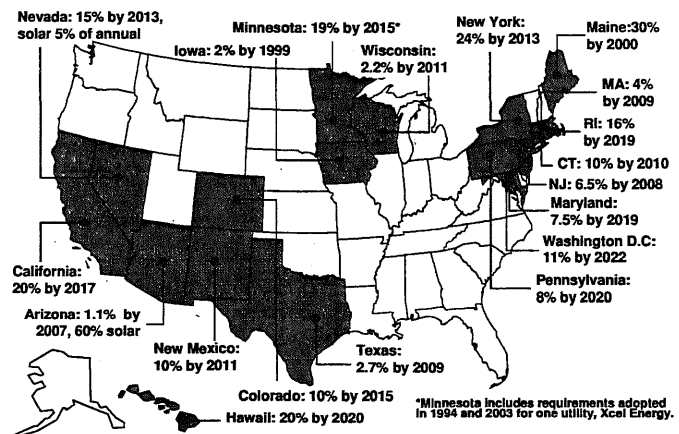 Nevada: 15% by 2013,
solar 5% of annual
Minnesota: 19% by 2015*
Iowa: 2% by 1999
Wisconsin:
2.2% by 2011
New York:
24% by 2013
Maine:30%
by 2000
MA: 4%
by 2009
RI: 16%
by 2019
CT: 10% by 2010
NJ: 6.5% by 2008
Maryland:
7.5% by 2019
Washington D.C:
11% by 2022
Pennsylvania:
8% by 2020
California:
20% by 2017
Arizona: 1.1% by
2007, 60% solar
New Mexico:
10% by 2011
Texas:
2.7% by 2009
Colorado: 10% by 2015
Hawaii: 20% by 2020
*Minnesota includes requirements adopted
in 1994 and 2003 for one utility, Xcel Energy.